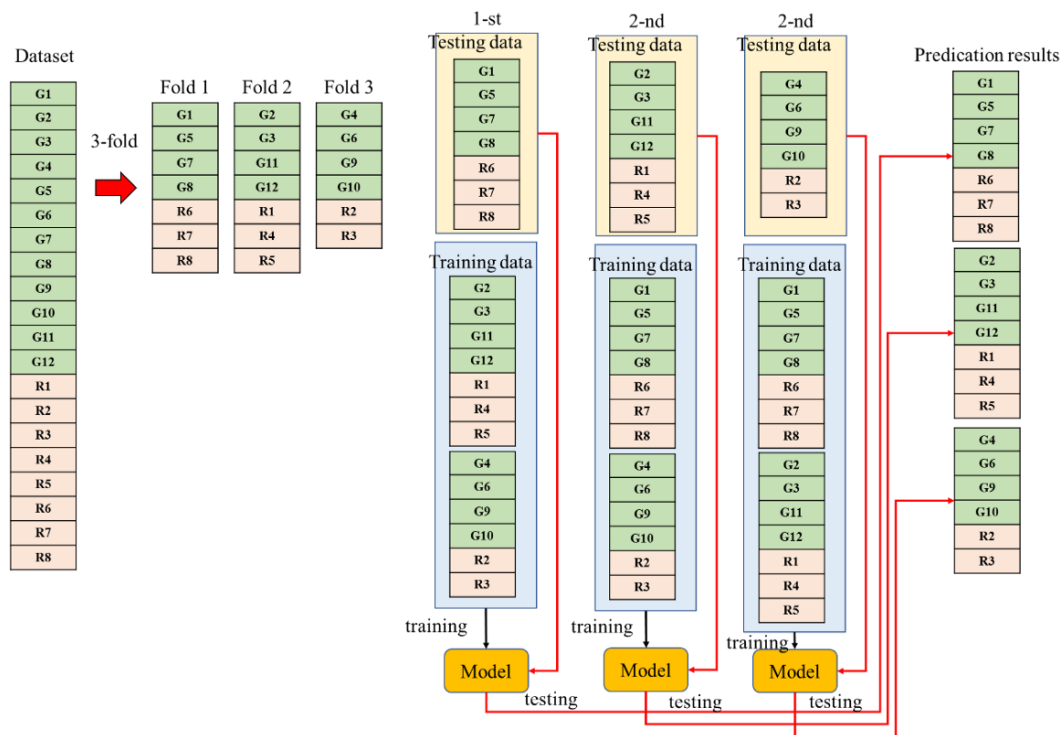 Dataset
G1
G2
G3
G4
G5
G6
G7
G8
G9
G10
G11
G12
R1
R2
R3
R4
R5
R6
R7
R8
3-fold
Fold 1
G1
G5
G7
G8
R6
R7
R8
Fold 2
G2
G3
G11
G12
R1
R4
R5
Fold 3
G4
G6
G9
G10
R2
R3
1-st
Testing data
G1
G5
G7
G8
R6
R7
R8
Training data
G2
G3
G11
G12
R1
R4
R5
G4
G6
G9
G10
R2
R3
training
Model
testing
2-nd
Testing data
G2
G3
G11
G12
R1
R4
R5
Training data
G1
G5
G7
G8
R6
R7
R8
G4
G6
G9
G10
R2
R3
training
Model
testing
2-nd
Testing data
G4
G6
G9
G10
R2
R3
Training data
G1
G5
G7
G8
R6
R7
R8
G2
G3
G11
G12
R1
R4
R5
training
Model
testing
Predication results
G1
G5
G7
G8
R6
R7
R8
G2
G3
G11
G12
R1
R4
R5
G4
G6
G9
G10
R2
R3